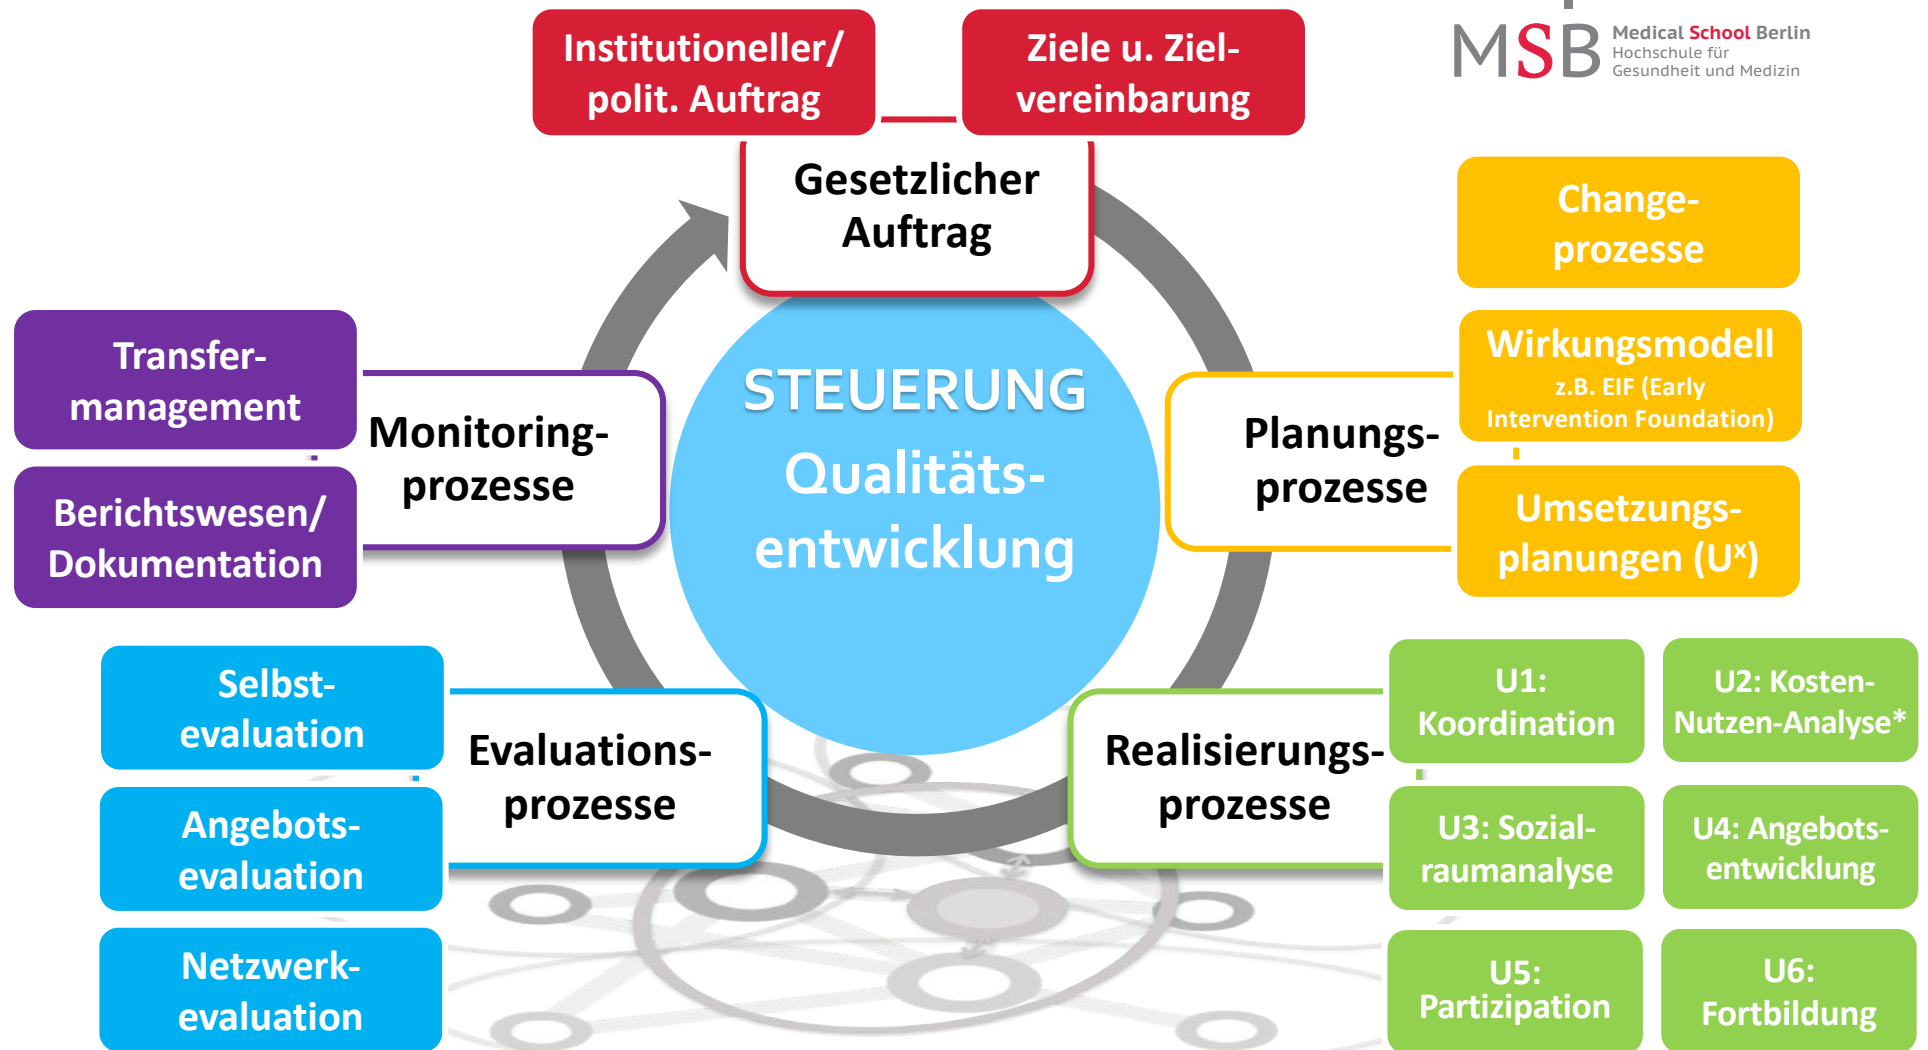 Institutioneller/
polit. Auftrag
Ziele u. Ziel-
vereinbarung
MSB
Medical School Berlin
Hochschule für
Gesundheit und Medizin
Gesetzlicher
Auftrag
Change-
prozesse
Wirkungsmodell
z.B. EIF (Early
Intervention Foundation)
Umsetzungs-
planungen (Uˣ)
Planungs-
prozesse
STEUERUNG
Qualitäts-
entwicklung
Transfer-
management
Berichtswesen/
Dokumentation
Monitoring-
prozesse
Selbst-
evaluation
Angebots-
evaluation
Netzwerk-
evaluation
Evaluations-
prozesse
Realisierungs-
prozesse
U1:
Koordination
U2: Kosten-
Nutzen-Analyse*
U3: Sozial-
raumanalyse
U4: Angebots-
entwicklung
U5:
Partizipation
U6:
Fortbildung